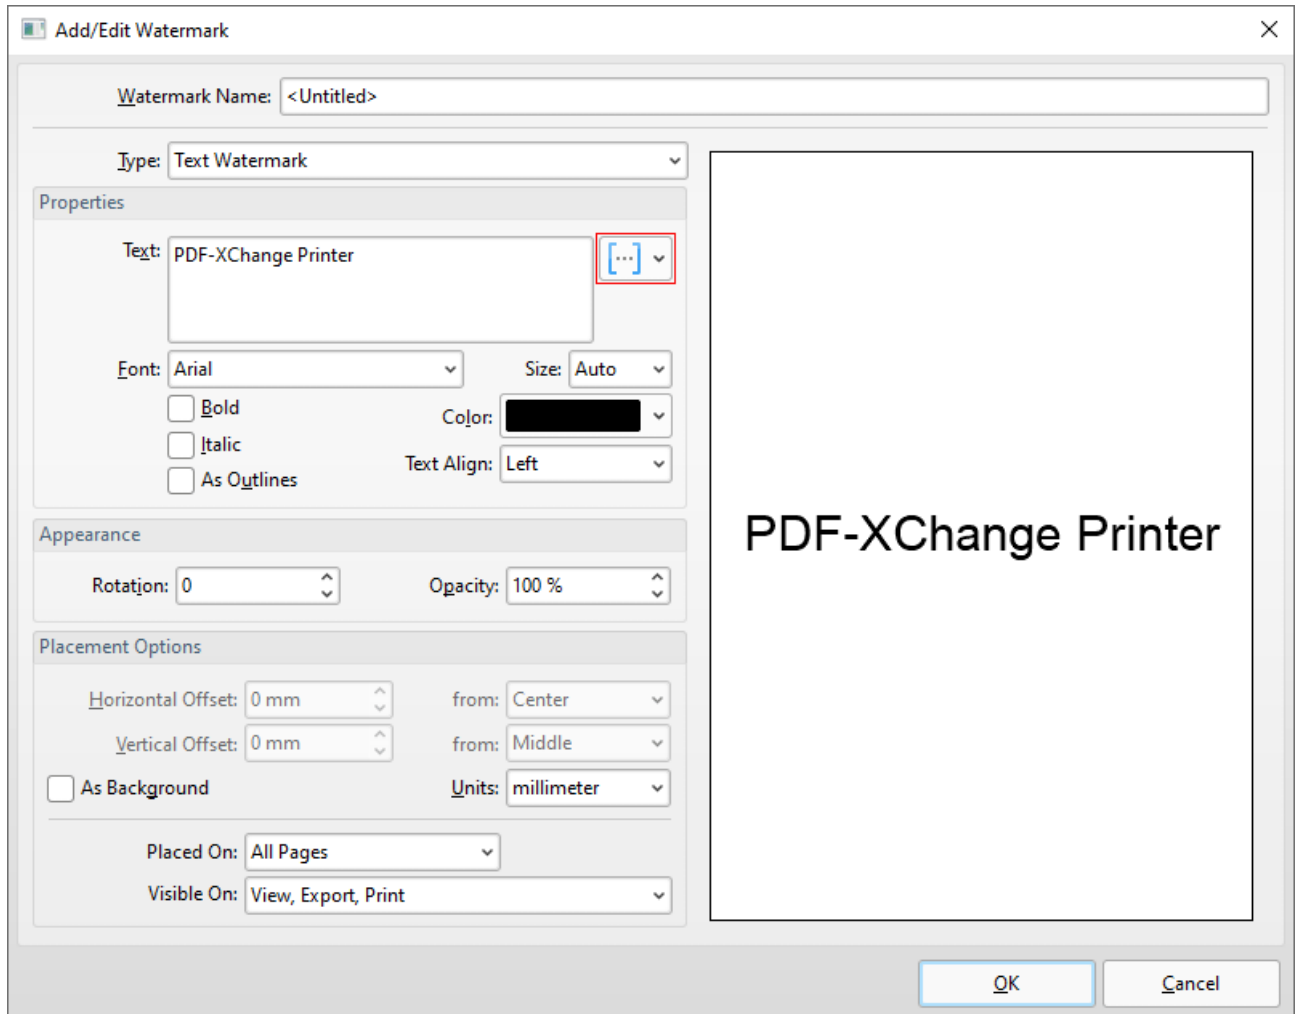 Add/Edit Watermark
Watermark Name: <Untitled>
Type: Text Watermark
Properties
Text: PDF-XChange Printer
[...]
Font: Arial
Size: Auto
Bold
Color:
Italic
Text Align: Left
As Outlines
Appearance
Rotation: 0
Opacity: 100 %
Placement Options
Horizontal Offset: 0 mm
from: Center
Vertical Offset: 0 mm
from: Middle
As Background
Units: millimeter
Placed On: All Pages
Visible On: View, Export, Print
PDF-XChange Printer
OK
Cancel